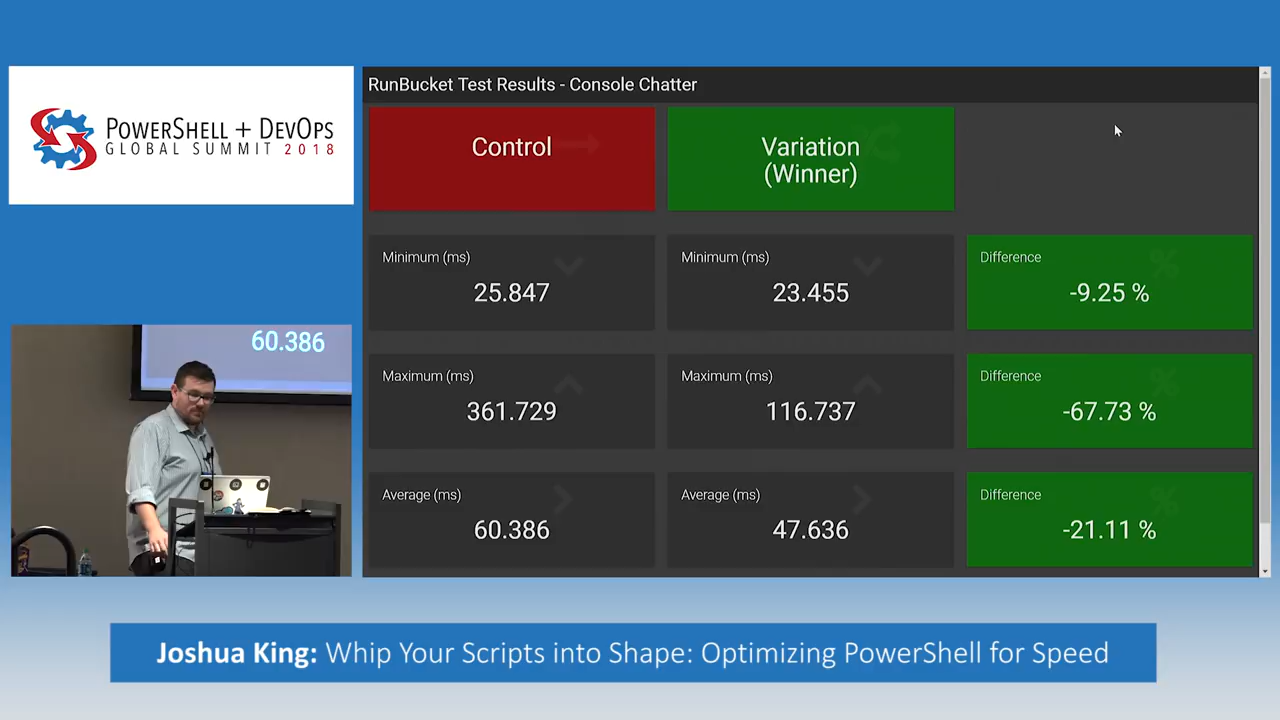 POWERSHELL + DEVOPS
GLOBAL SUMMIT 2018
RunBucket Test Results - Console Chatter
Control
Variation
(Winner)
Minimum (ms)
25.847
Minimum (ms)
23.455
Difference
-9.25 %
Maximum (ms)
361.729
Maximum (ms)
116.737
Difference
-67.73 %
Average (ms)
60.386
Average (ms)
47.636
Difference
-21.11 %
60.386
Joshua King: Whip Your Scripts into Shape: Optimizing PowerShell for Speed